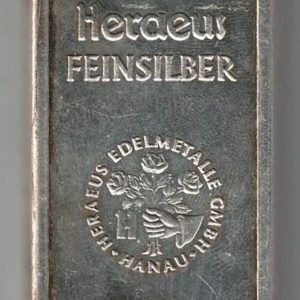 Heraeus
FEINSILBER
· HERAEUS EDELMETALLE GMBH · HANAU
H